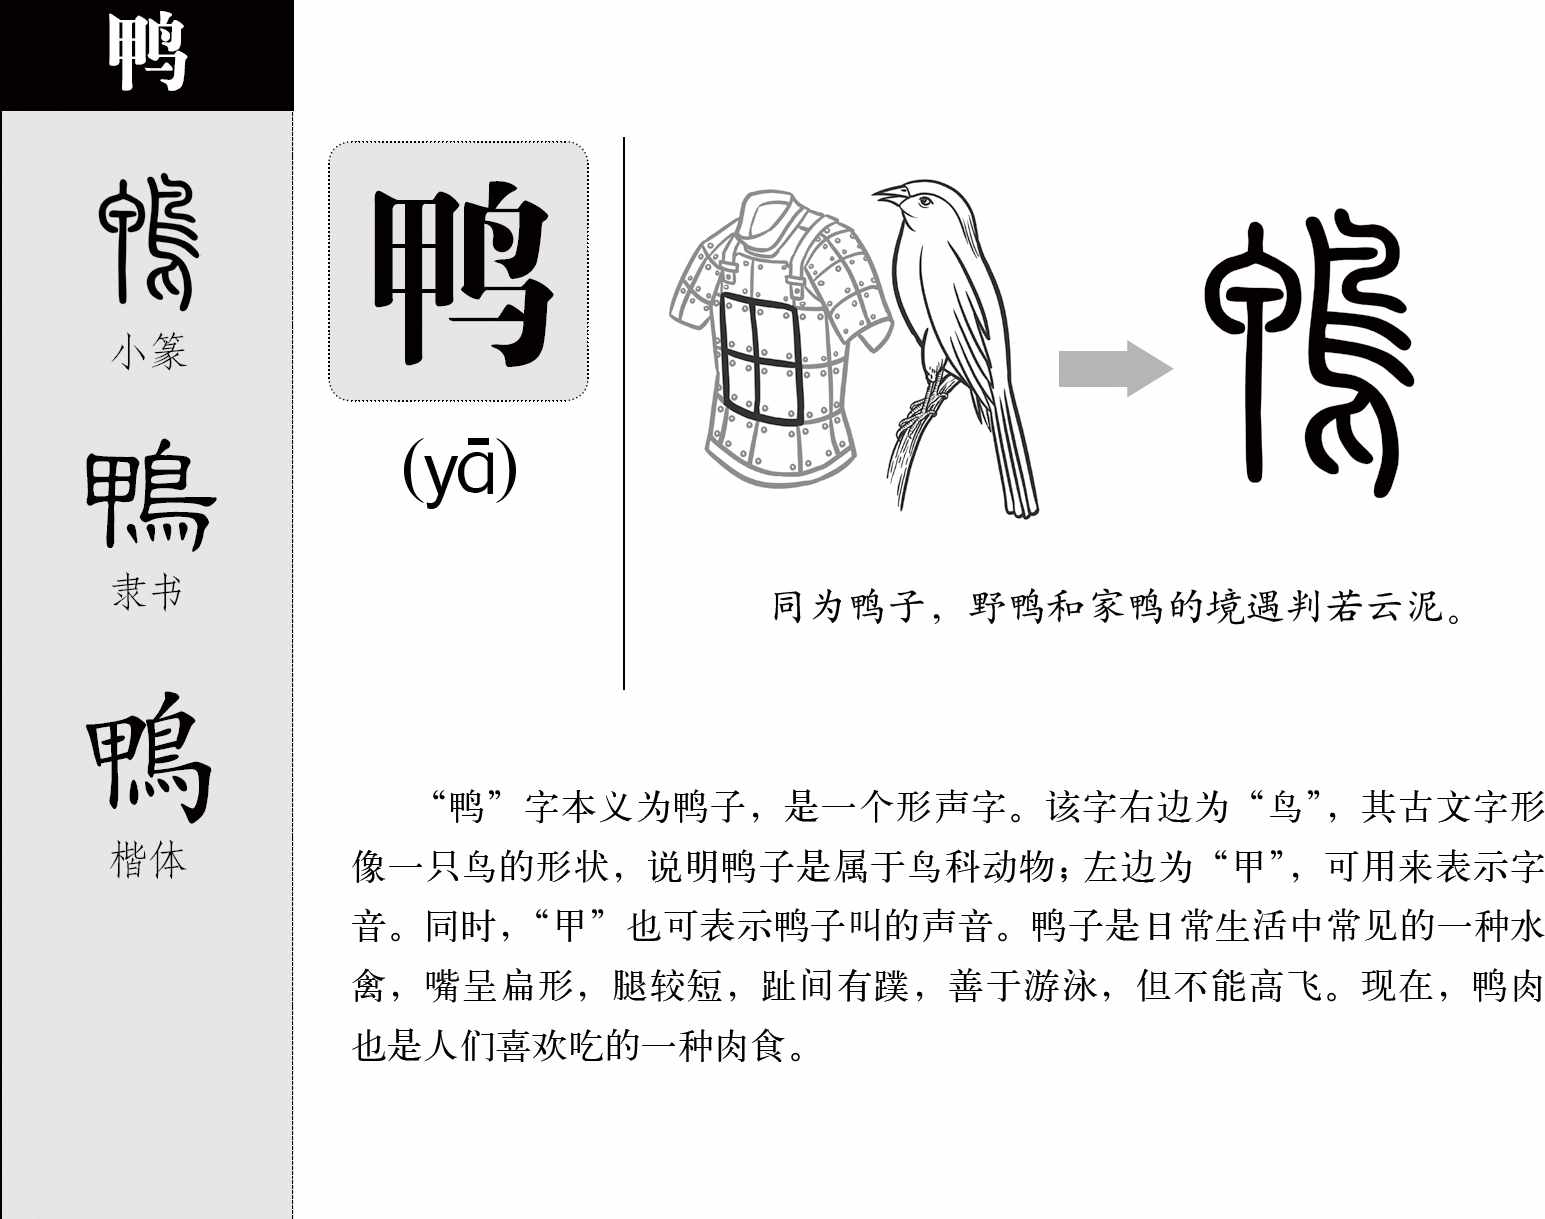 鸭
鴨
小篆
鴨
隶书
鴨
楷体
鸭
(yā)
鴨
同为鸭子，野鸭和家鸭的境遇判若云泥。
“鸭”字本义为鸭子，是一个形声字。该字右边为“鸟”，其古文字形
像一只鸟的形状，说明鸭子是属于鸟科动物；左边为“甲”，可用来表示字
音。同时，“甲”也可表示鸭子叫的声音。鸭子是日常生活中常见的一种水
禽，嘴呈扁形，腿较短，趾间有蹼，善于游泳，但不能高飞。现在，鸭肉
也是人们喜欢吃的一种肉食。